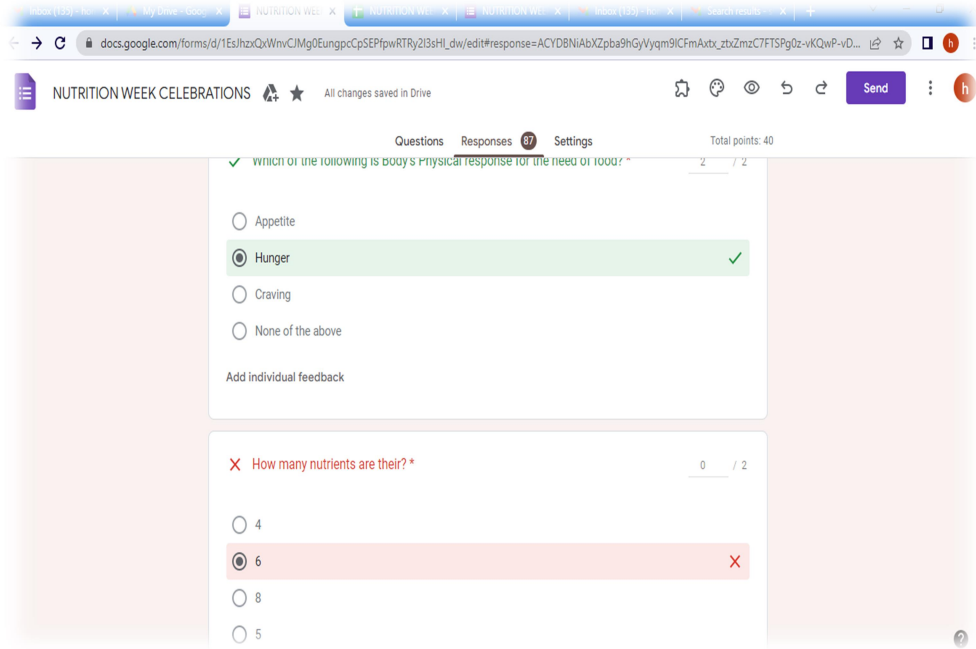 Inbox (135) - ho
My Drive - Goog
NUTRITION WEE
NUTRITION WE
NUTRITION WE
Inbox (135) - ho
Search results -
docs.google.com/forms/d/1EsJhzxQxWnvCJMg0EungpcCpSEPfpwRTRy2I3sHI_dw/edit#response=ACYDBNiAbXZpba9hGyVyqm9ICFmAxtx_ztxZmzC7FTSPg0z-vKQwP-vD...
h
NUTRITION WEEK CELEBRATIONS
All changes saved in Drive
Send
h
Questions Responses 87 Settings Total points: 40
Which of the following is Body's Physical response for the need of food? * 2 / 2
Appetite
Hunger
Craving
None of the above
Add individual feedback
How many nutrients are their? * 0 / 2
4
6
8
5